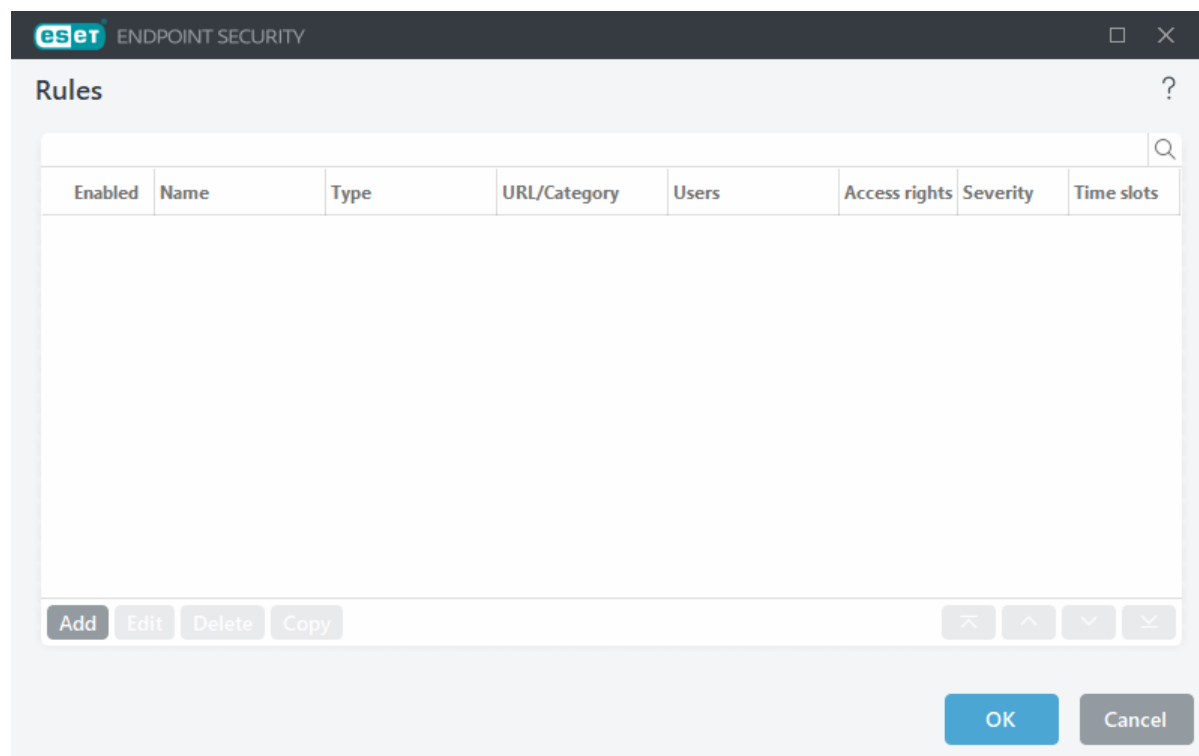 eset ENDPOINT SECURITY
Rules
?
Enabled Name Type URL/Category Users Access rights Severity Time slots
Add Edit Delete Copy
OK Cancel